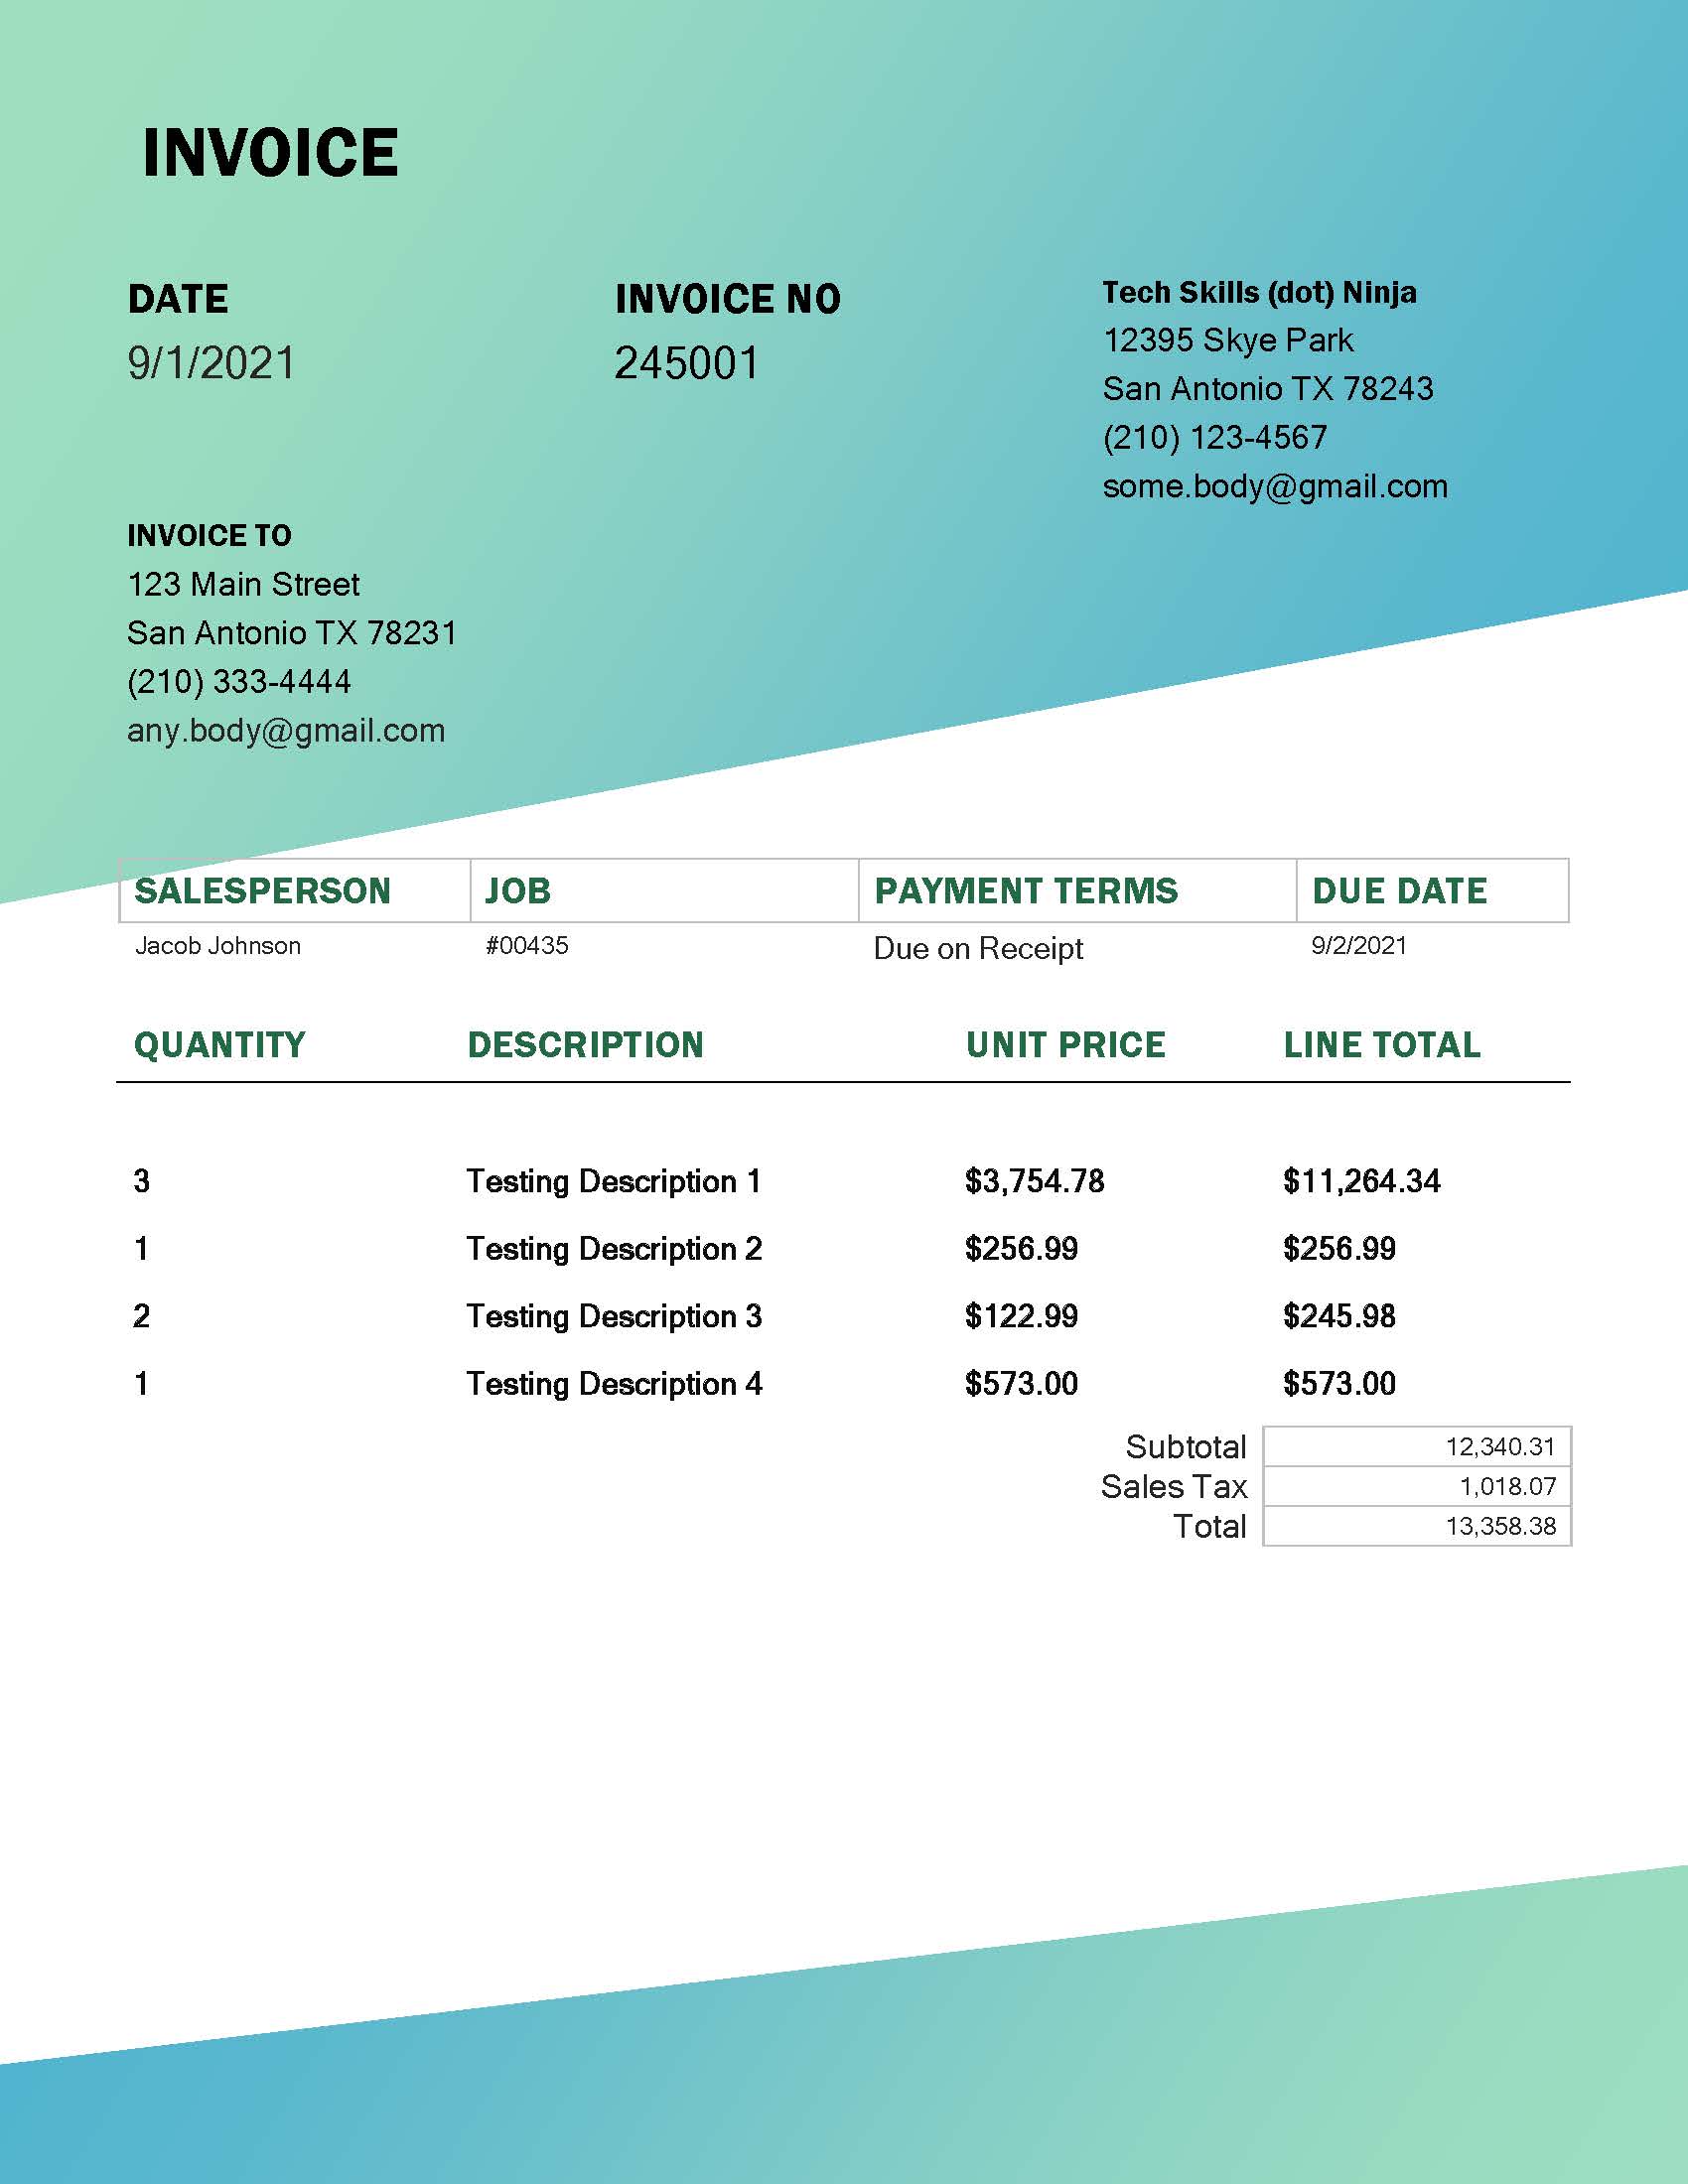 INVOICE
DATE
9/1/2021
INVOICE NO
245001
Tech Skills (dot) Ninja
12395 Skye Park
San Antonio TX 78243
(210) 123-4567
some.body@gmail.com
INVOICE TO
123 Main Street
San Antonio TX 78231
(210) 333-4444
any.body@gmail.com
SALESPERSON JOB PAYMENT TERMS DUE DATE
Jacob Johnson #00435 Due on Receipt 9/2/2021
QUANTITY DESCRIPTION UNIT PRICE LINE TOTAL
3 Testing Description 1 $3,754.78 $11,264.34
1 Testing Description 2 $256.99 $256.99
2 Testing Description 3 $122.99 $245.98
1 Testing Description 4 $573.00 $573.00
Subtotal 12,340.31
Sales Tax 1,018.07
Total 13,358.38